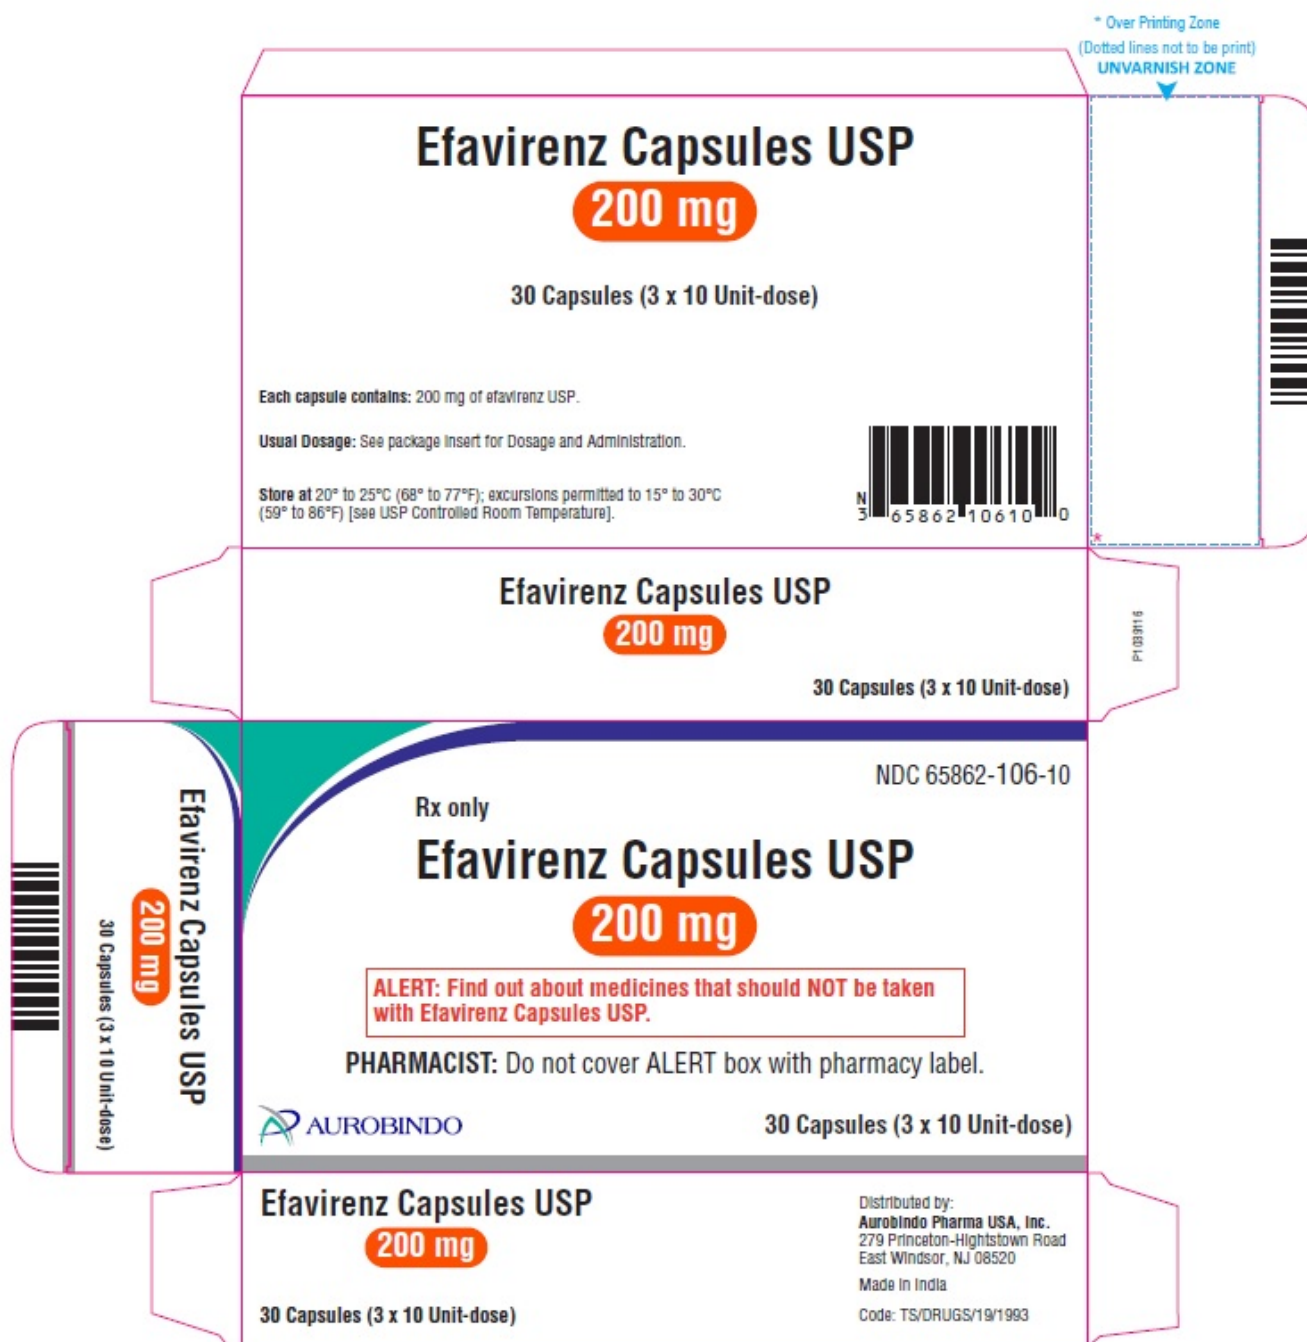 * Over Printing Zone
(Dotted lines not to be print)
UNVARNISH ZONE
Efavirenz Capsules USP
200 mg
30 Capsules (3 x 10 Unit-dose)
Each capsule contains: 200 mg of efavirenz USP.
Usual Dosage: See package insert for Dosage and Administration.
Store at 20° to 25°C (68° to 77°F); excursions permitted to 15° to 30°C
(59° to 86°F) [see USP Controlled Room Temperature].
N
3 65862 10610 0
*
Efavirenz Capsules USP
200 mg
30 Capsules (3 x 10 Unit-dose)
P1039116
Efavirenz Capsules USP
200 mg
30 Capsules (3 x 10 Unit-dose)
NDC 65862-106-10
Rx only
Efavirenz Capsules USP
200 mg
ALERT: Find out about medicines that should NOT be taken
with Efavirenz Capsules USP.
PHARMACIST: Do not cover ALERT box with pharmacy label.
AUROBINDO
30 Capsules (3 x 10 Unit-dose)
Efavirenz Capsules USP
200 mg
30 Capsules (3 x 10 Unit-dose)
Distributed by:
Aurobindo Pharma USA, Inc.
279 Princeton-Hightstown Road
East Windsor, NJ 08520
Made in India
Code: TS/DRUGS/19/1993